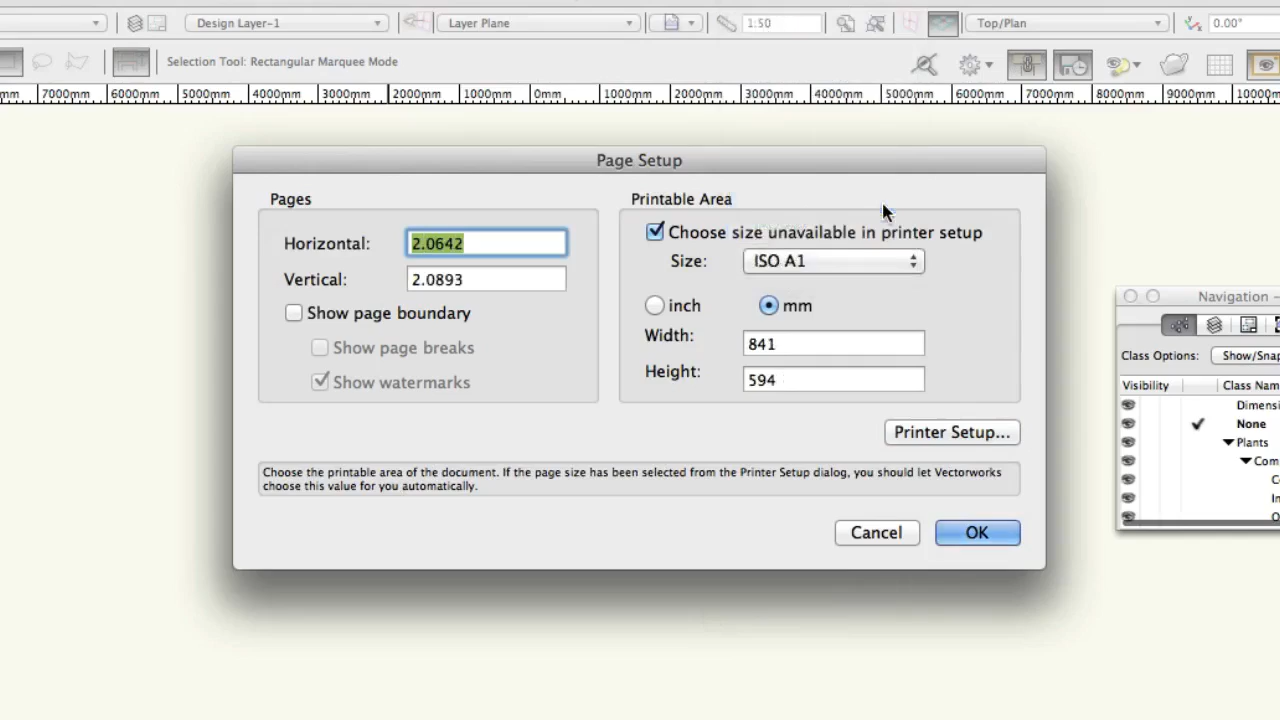 Design Layer-1 Layer Plane 1:50 Top/Plan 0.00°
Selection Tool: Rectangular Marquee Mode
mm 7000mm 6000mm 5000mm 4000mm 3000mm 2000mm 1000mm 0mm 1000mm 2000mm 3000mm 4000mm 5000mm 6000mm 7000mm 8000mm 9000mm 10000m
Page Setup
Pages
Horizontal: 2.0642
Vertical: 2.0893
Show page boundary
Show page breaks
Show watermarks
Printable Area
Choose size unavailable in printer setup
Size: ISO A1
inch mm
Width: 841
Height: 594
Printer Setup...
Choose the printable area of the document. If the page size has been selected from the Printer Setup dialog, you should let Vectorworks
choose this value for you automatically.
Cancel OK
Navigation –
Class Options: Show/Snap
Visibility Class Nam
Dimensi
None
Plants
Com
C
In
O